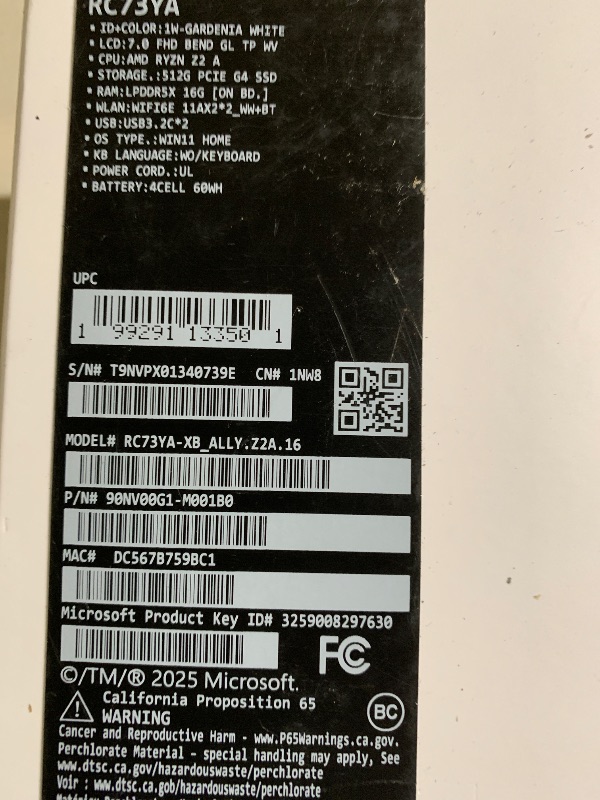 RC73YA
• ID+COLOR:1W-GARDENIA WHITE
• LCD:7.0 FHD BEND GL TP WV
• CPU:AMD RYZN Z2 A
• STORAGE.:512G PCIE G4 SSD
• RAM:LPDDR5X 16G [ON BD.]
• WLAN:WIFI6E 11AX2*2_WW+BT
• USB:USB3.2C*2
• OS TYPE.:WIN11 HOME
• KB LANGUAGE:WO/KEYBOARD
• POWER CORD.:UL
• BATTERY:4CELL 60WH
UPC
1 99291 13350 1
S/N# T9NVPX01340739E CN# 1NW8
MODEL# RC73YA-XB_ALLY.Z2A.16
P/N# 90NV00G1-M001B0
MAC# DC567B759BC1
Microsoft Product Key ID# 3259008297630
FC
©/TM/® 2025 Microsoft.
California Proposition 65
WARNING
BC
Cancer and Reproductive Harm - www.P65Warnings.ca.gov.
Perchlorate Material - special handling may apply, See
www.dtsc.ca.gov/hazardouswaste/perchlorate
Voir : www.dtsc.ca.gob/hazardouswaste/perchlorate